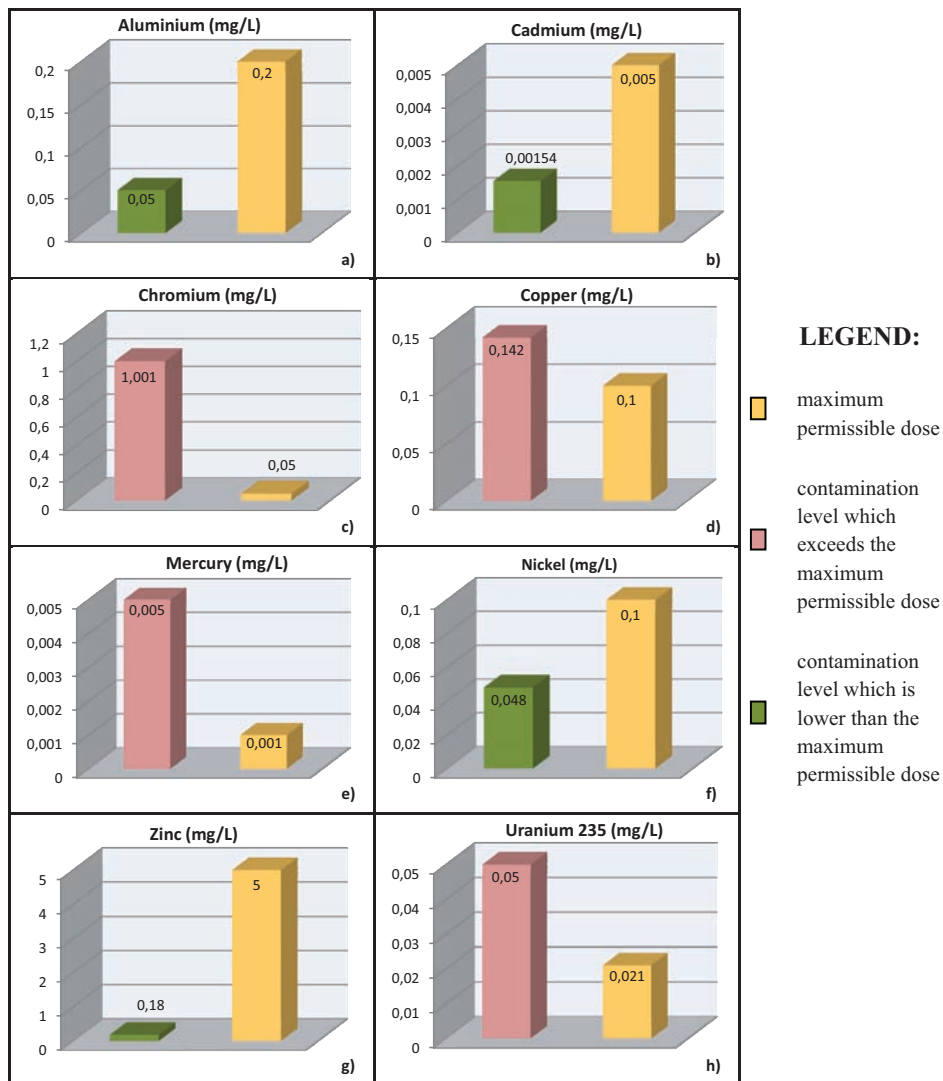 Aluminium (mg/L)
0,2
0,15
0,1
0,05
0
0,05
0,2
a)
Cadmium (mg/L)
0,005
0,004
0,003
0,002
0,001
0
0,00154
0,005
b)
Chromium (mg/L)
1,2
1
0,8
0,6
0,4
0,2
0
1,001
0,05
c)
Copper (mg/L)
0,15
0,1
0,05
0
0,142
0,1
d)
Mercury (mg/L)
0,005
0,004
0,003
0,002
0,001
0
0,005
0,001
e)
Nickel (mg/L)
0,1
0,08
0,06
0,04
0,02
0
0,048
0,1
f)
Zinc (mg/L)
5
4
3
2
1
0
0,18
5
g)
Uranium 235 (mg/L)
0,05
0,04
0,03
0,02
0,01
0
0,05
0,021
h)
LEGEND:
maximum
permissible dose
contamination
level which
exceeds the
maximum
permissible dose
contamination
level which is
lower than the
maximum
permissible dose